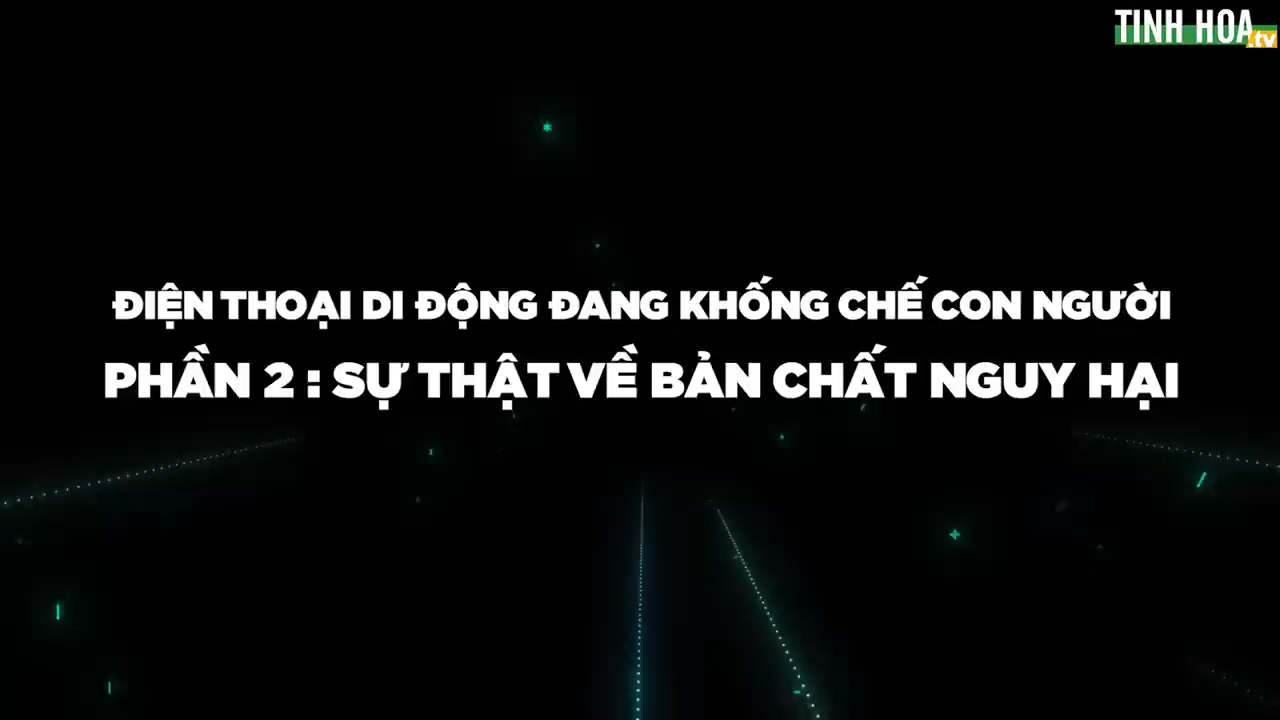 TINH HOA
.tv
ĐIỆN THOẠI DI ĐỘNG ĐANG KHỐNG CHẾ CON NGƯỜI
PHẦN 2 : SỰ THẬT VỀ BẢN CHẤT NGUY HẠI